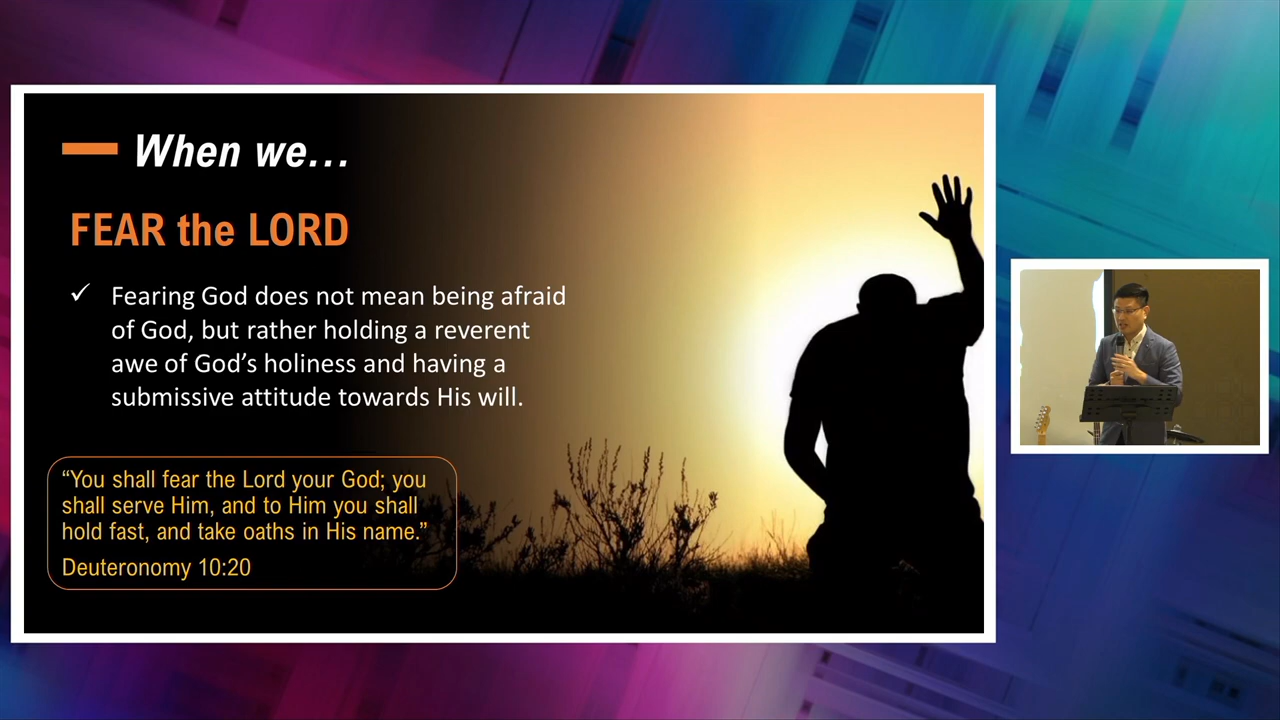 When we…
FEAR the LORD
✓ Fearing God does not mean being afraid
of God, but rather holding a reverent
awe of God’s holiness and having a
submissive attitude towards His will.
“You shall fear the Lord your God; you
shall serve Him, and to Him you shall
hold fast, and take oaths in His name.”
Deuteronomy 10:20